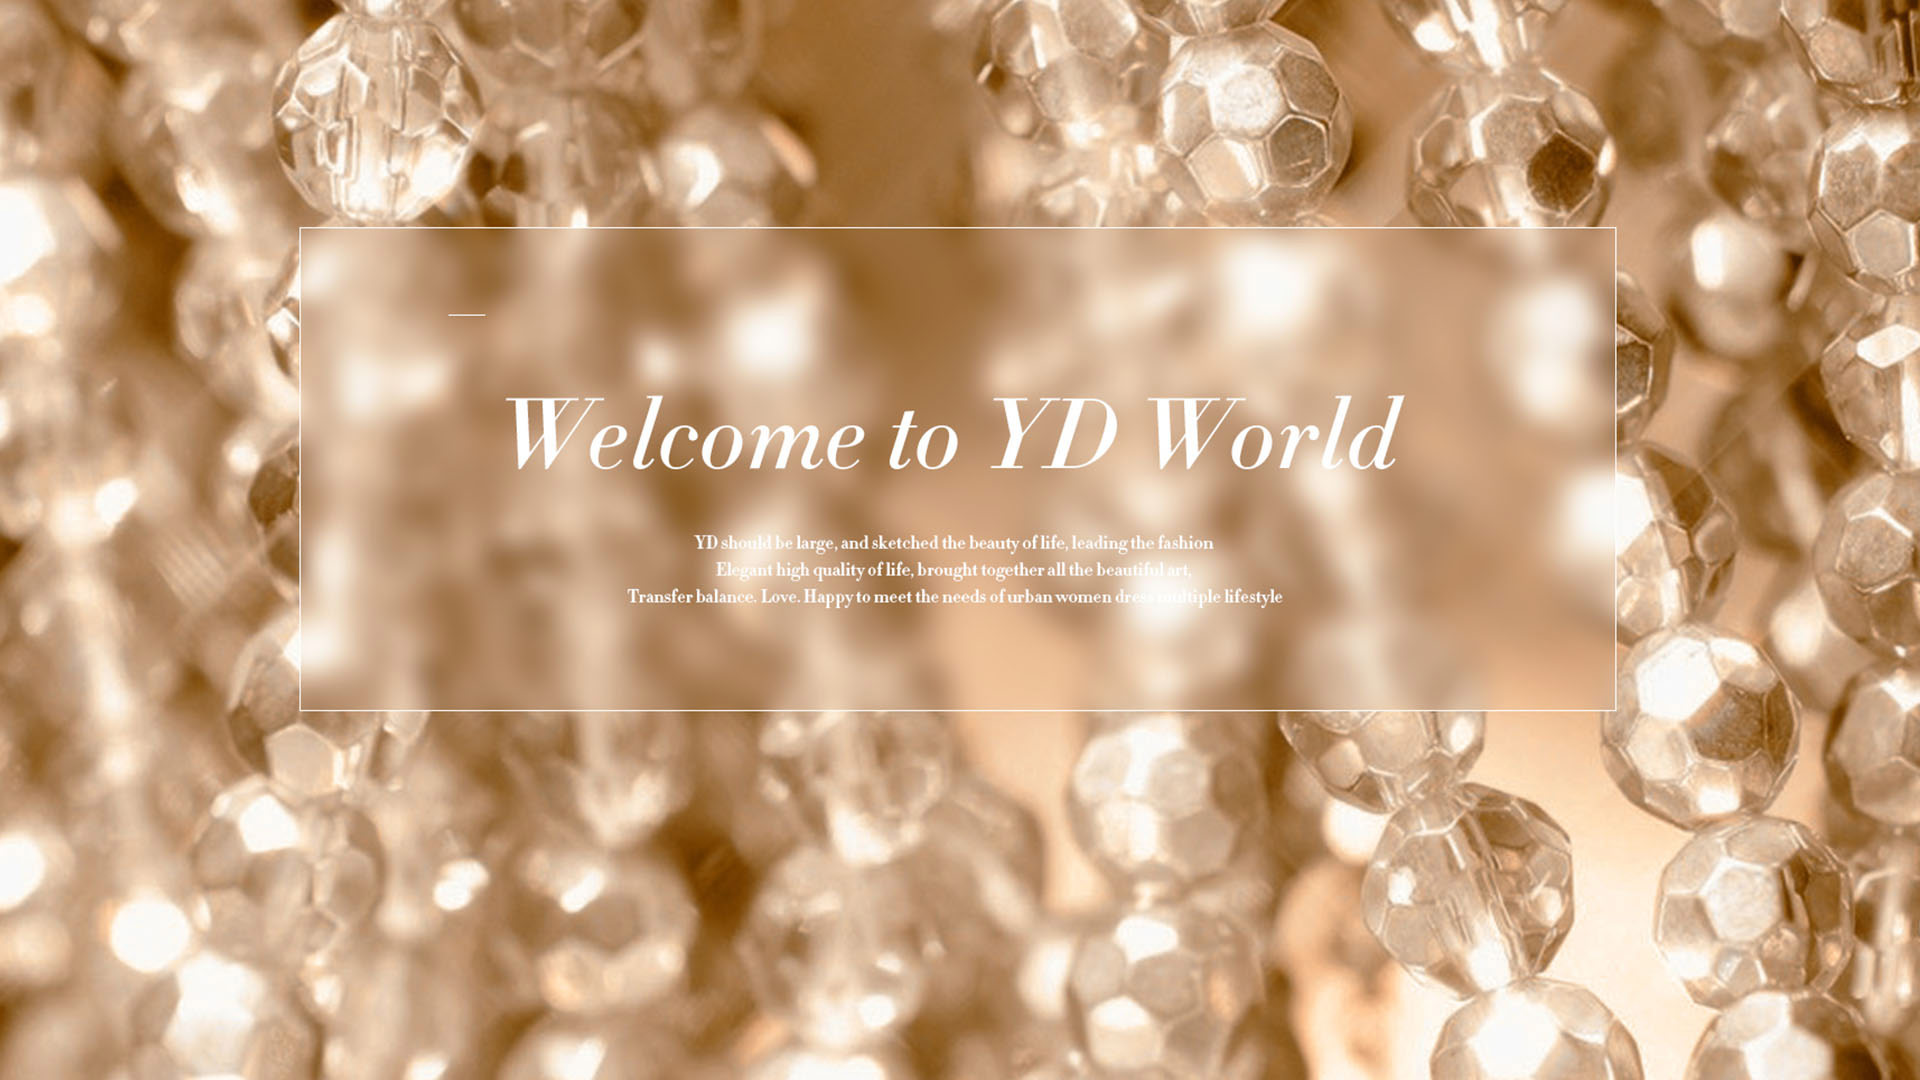 Welcome to YD World
YD should be large, and sketched the beauty of life, leading the fashion
Elegant high quality of life, brought together all the beautiful art,
Transfer balance. Love. Happy to meet the needs of urban women dress multiple lifestyle